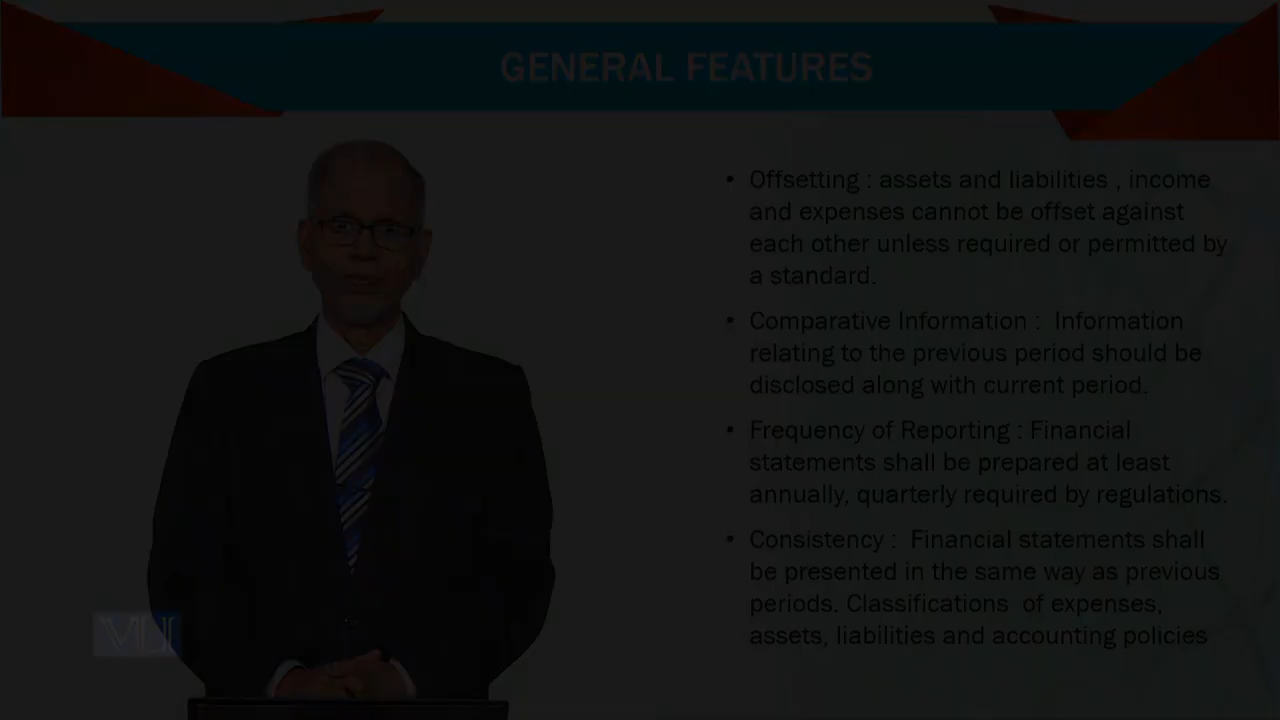 GENERAL FEATURES
• Offsetting : assets and liabilities , income
and expenses cannot be offset against
each other unless required or permitted by
a standard.
• Comparative Information :  Information
relating to the previous period should be
disclosed along with current period.
• Frequency of Reporting : Financial
statements shall be prepared at least
annually, quarterly required by regulations.
• Consistency :  Financial statements shall
be presented in the same way as previous
periods. Classifications  of expenses,
assets, liabilities and accounting policies
VU